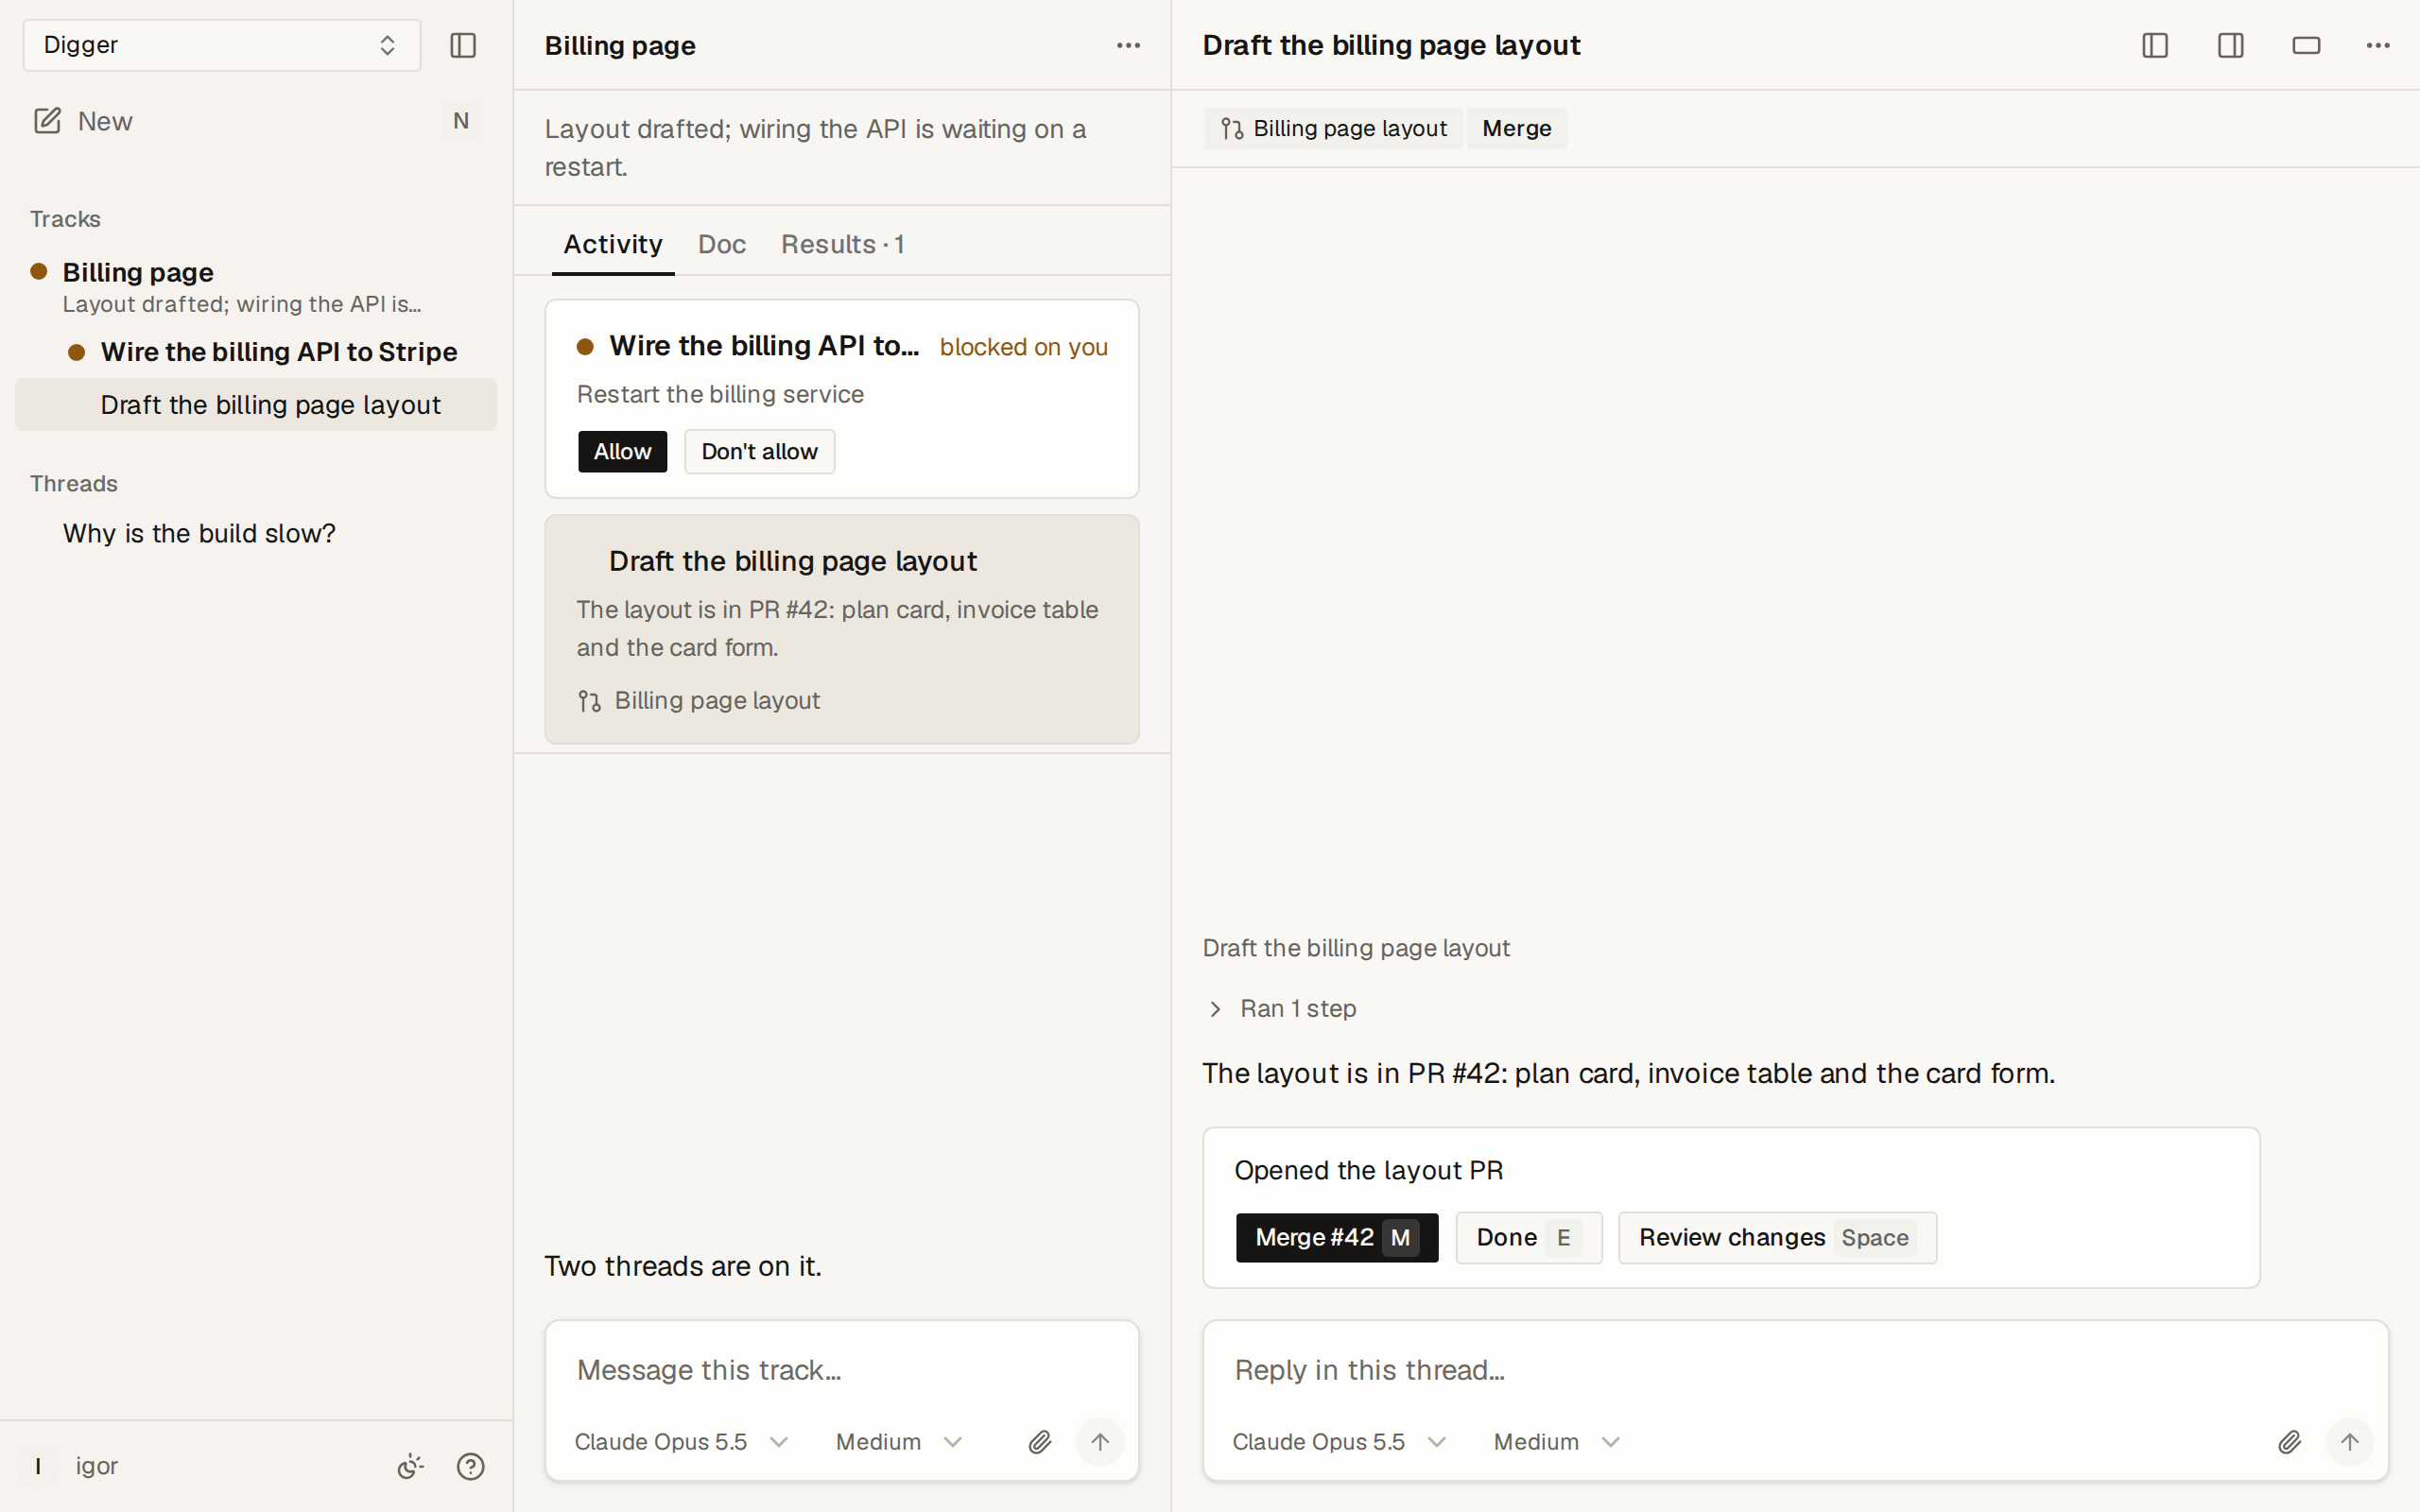 Digger
New
N
Tracks
Billing page
Layout drafted; wiring the API is...
Wire the billing API to Stripe
Draft the billing page layout
Threads
Why is the build slow?
I
igor
Billing page
Layout drafted; wiring the API is waiting on a
restart.
Activity
Doc
Results · 1
Wire the billing API to...
blocked on you
Restart the billing service
Allow
Don't allow
Draft the billing page layout
The layout is in PR #42: plan card, invoice table
and the card form.
Billing page layout
Two threads are on it.
Message this track...
Claude Opus 5.5
Medium
Draft the billing page layout
Billing page layout
Merge
Draft the billing page layout
Ran 1 step
The layout is in PR #42: plan card, invoice table and the card form.
Opened the layout PR
Merge #42 M
Done E
Review changes Space
Reply in this thread...
Claude Opus 5.5
Medium